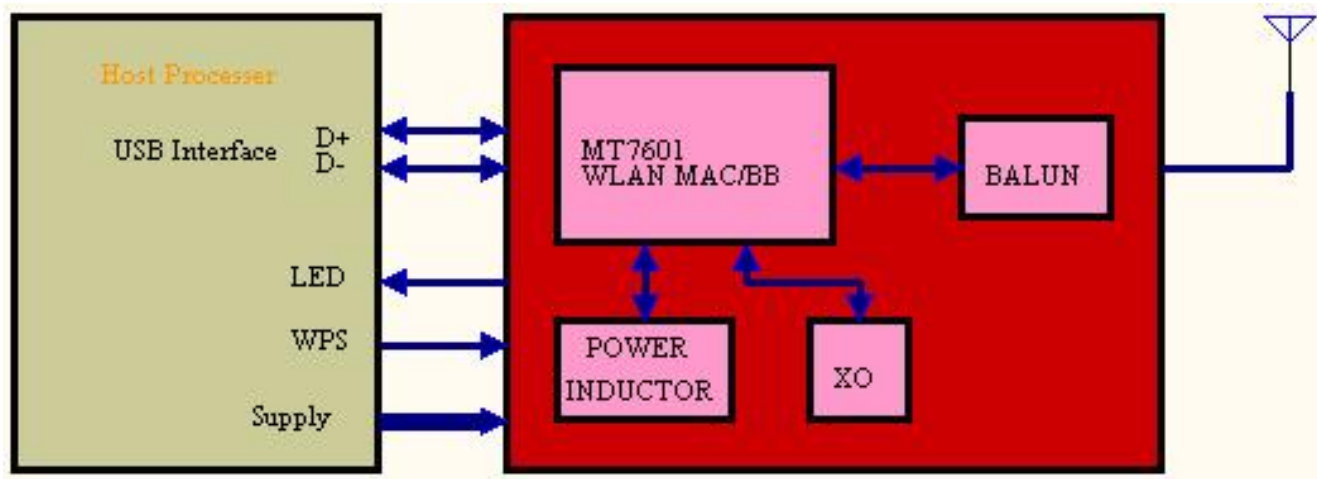 Host Processer
USB Interface
D+
D-
LED
WPS
Supply
MT7601
WLAN MAC/BB
BALUN
POWER
INDUCTOR
XO